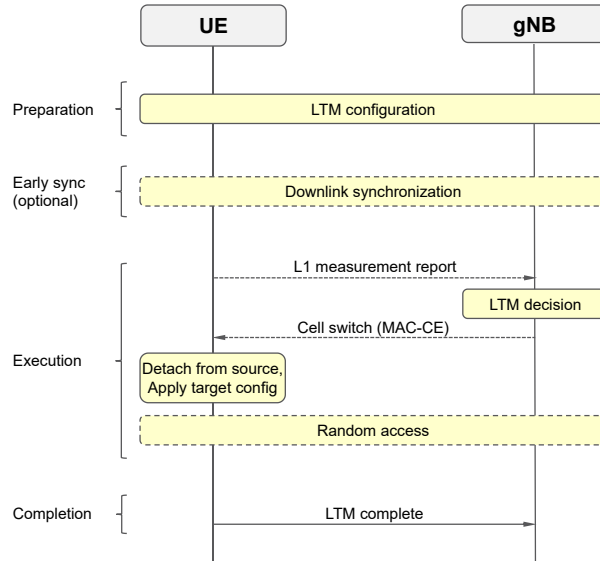 UE
gNB
Preparation
LTM configuration
Early sync
(optional)
Downlink synchronization
L1 measurement report
LTM decision
Cell switch (MAC-CE)
Execution
Detach from source,
Apply target config
Random access
Completion
LTM complete